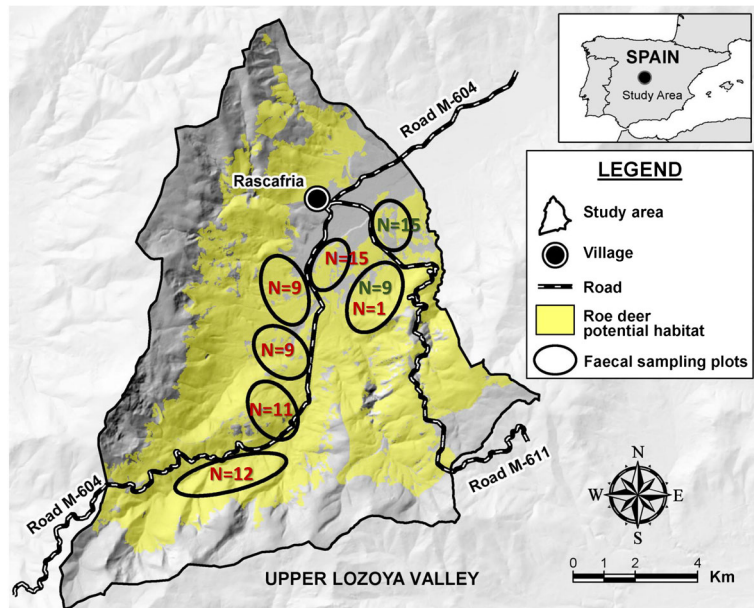 SPAIN
Study Area
Road M-604
LEGEND
Study area
Village
Road
Roe deer
potential habitat
Faecal sampling plots
Rascafria
N=15
N=15
N=9
N=9
N=1
N=9
N=11
N=12
Road M-604
Road M-611
N
W
E
S
0
2
4
Km
UPPER LOZOYA VALLEY